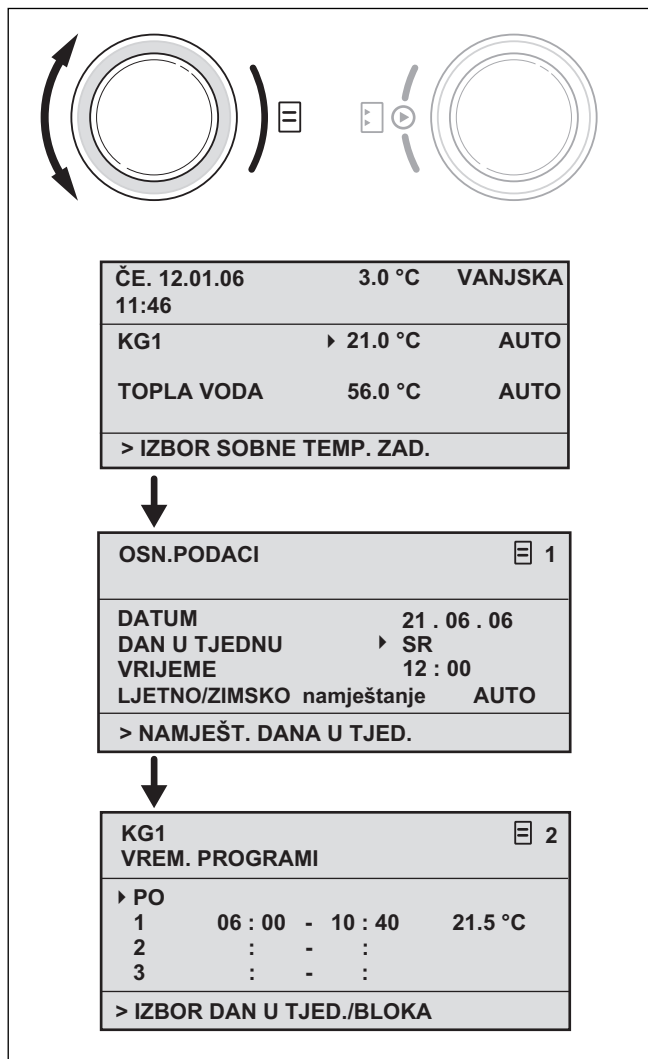 ČE. 12.01.06 3.0 °C VANJSKA
11:46
KG1 21.0 °C AUTO
TOPLA VODA 56.0 °C AUTO
> IZBOR SOBNE TEMP. ZAD.
OSN.PODACI 1
DATUM 21 . 06 . 06
DAN U TJEDNU SR
VRIJEME 12 : 00
LJETNO/ZIMSKO namještanje AUTO
> NAMJEŠT. DANA U TJED.
KG1 2
VREM. PROGRAMI
PO
1 06 : 00 - 10 : 40 21.5 °C
2 : - :
3 : - :
> IZBOR DAN U TJED./BLOKA